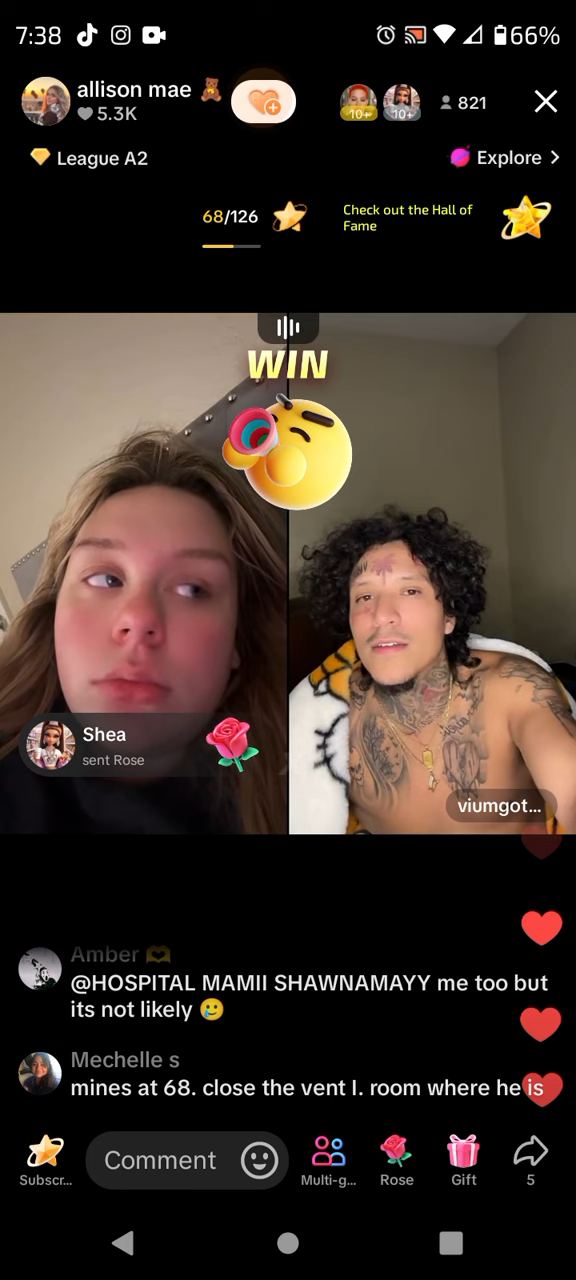 7:38
66%
allison mae 🧸
5.3K
10+
10+
821
League A2
Explore
68/126
Check out the Hall of
Fame
WIN
Shea
sent Rose
viumgot...
Amber 🫶
@HOSPITAL MAMII SHAWNAMAYY me too but
its not likely 🥲
Mechelle s
mines at 68. close the vent I. room where he is
Subscr...
Comment
Multi-g...
Rose
Gift
5